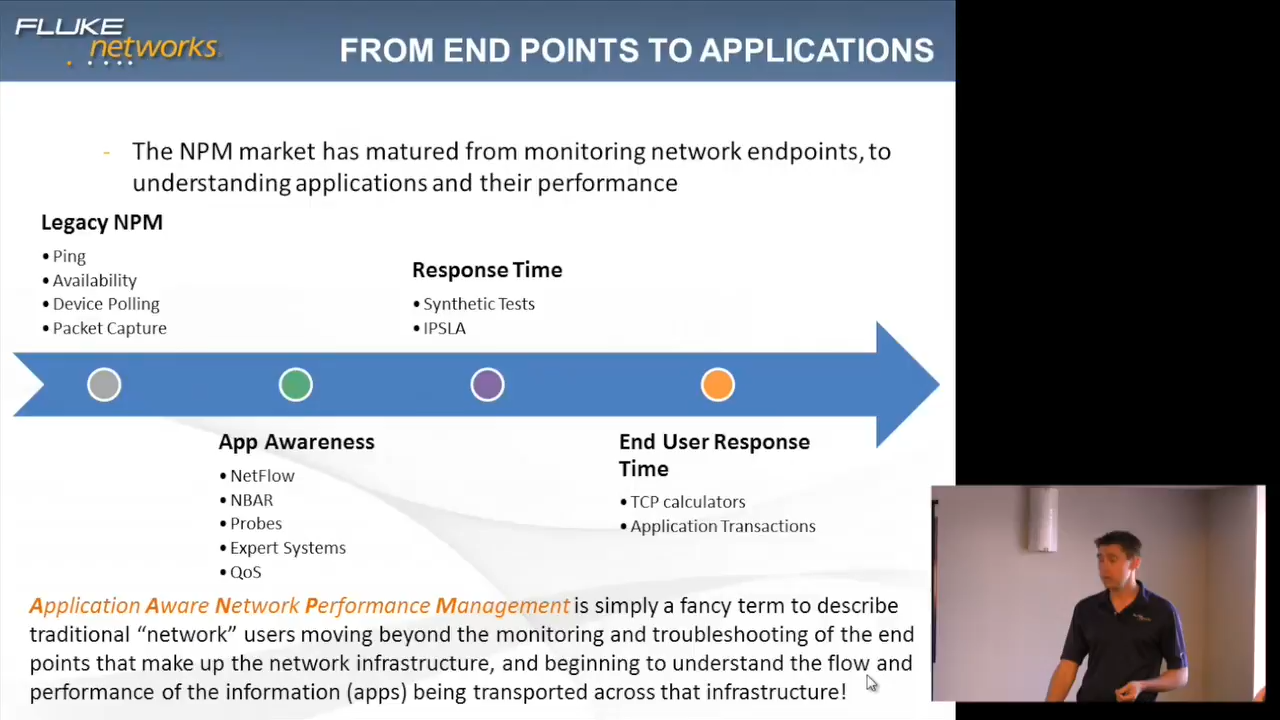 FLUKE
networks
FROM END POINTS TO APPLICATIONS
- The NPM market has matured from monitoring network endpoints, to
understanding applications and their performance
Legacy NPM
• Ping
• Availability
• Device Polling
• Packet Capture
Response Time
• Synthetic Tests
• IPSLA
App Awareness
• NetFlow
• NBAR
• Probes
• Expert Systems
• QoS
End User Response
Time
• TCP calculators
• Application Transactions
Application Aware Network Performance Management is simply a fancy term to describe
traditional “network” users moving beyond the monitoring and troubleshooting of the end
points that make up the network infrastructure, and beginning to understand the flow and
performance of the information (apps) being transported across that infrastructure!